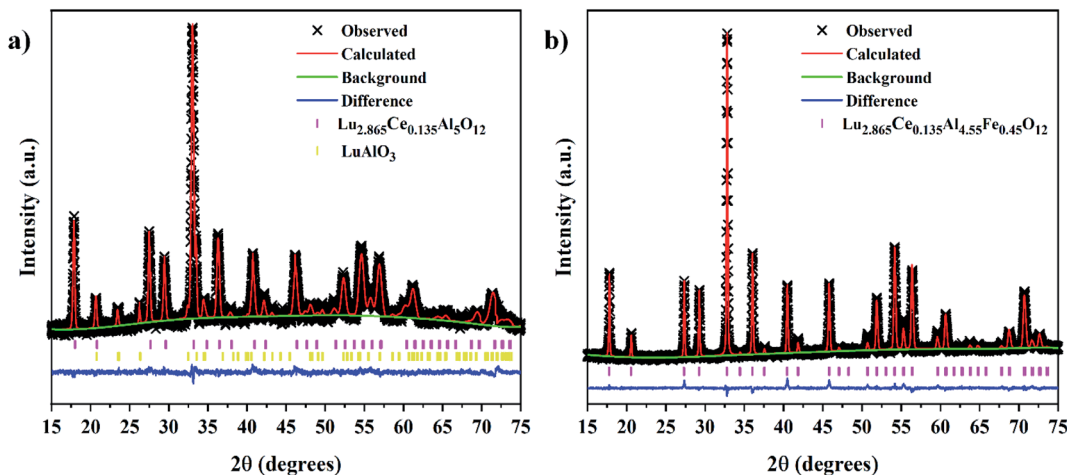 a)
Observed
Calculated
Background
Difference
Lu2.865Ce0.135Al5O12
LuAlO3
Intensity (a.u.)
15 20 25 30 35 40 45 50 55 60 65 70 75
2θ (degrees)
b)
Observed
Calculated
Background
Difference
Lu2.865Ce0.135Al4.55Fe0.45O12
Intensity (a.u.)
15 20 25 30 35 40 45 50 55 60 65 70 75
2θ (degrees)